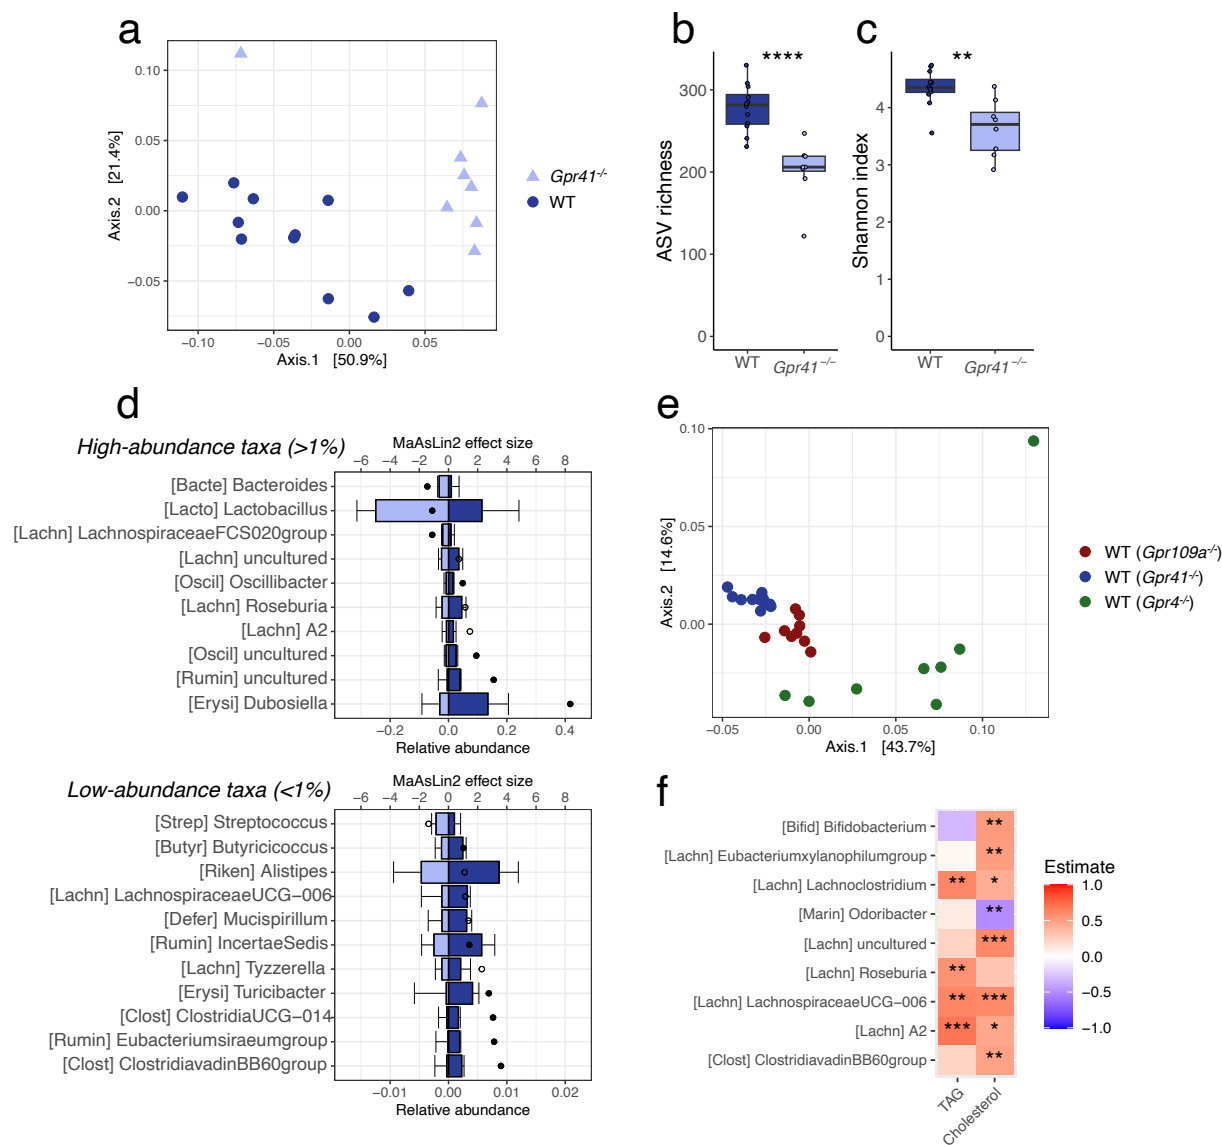 a
0.10
0.05
0.00
−0.05
Axis.2 [21.4%]
−0.10
−0.05
0.00
0.05
Axis.1 [50.9%]
Gpr41-/-
WT
b
****
300
200
100
0
ASV richness
WT
Gpr41−/−
c
**
4
3
2
1
0
Shannon index
WT
Gpr41−/−
d
High-abundance taxa (>1%)
MaAsLin2 effect size
−6 −4 −2 0 2 4 6 8
[Bacte] Bacteroides
[Lacto] Lactobacillus
[Lachn] LachnospiraceaeFCS020group
[Lachn] uncultured
[Oscil] Oscillibacter
[Lachn] Roseburia
[Lachn] A2
[Oscil] uncultured
[Rumin] uncultured
[Erysi] Dubosiella
−0.2 0.0 0.2 0.4
Relative abundance
Low-abundance taxa (<1%)
MaAsLin2 effect size
−6 −4 −2 0 2 4 6 8
[Strep] Streptococcus
[Butyr] Butyricicoccus
[Riken] Alistipes
[Lachn] LachnospiraceaeUCG−006
[Defer] Mucispirillum
[Rumin] IncertaeSedis
[Lachn] Tyzzerella
[Erysi] Turicibacter
[Clost] ClostridiaUCG−014
[Rumin] Eubacteriumsiraeumgroup
[Clost] ClostridiavadinBB60group
−0.01 0.00 0.01 0.02
Relative abundance
e
0.10
0.05
0.00
Axis.2 [14.6%]
−0.05
0.00
0.05
0.10
Axis.1 [43.7%]
WT (Gpr109a-/-)
WT (Gpr41-/-)
WT (Gpr4-/-)
f
[Bifid] Bifidobacterium **
[Lachn] Eubacteriumxylanophilumgroup **
[Lachn] Lachnoclostridium ** *
[Marin] Odoribacter **
[Lachn] uncultured ***
[Lachn] Roseburia **
[Lachn] LachnospiraceaeUCG−006 ** ***
[Lachn] A2 *** *
[Clost] ClostridiavadinBB60group **
TAG
Cholesterol
Estimate
1.0
0.5
0.0
−0.5
−1.0